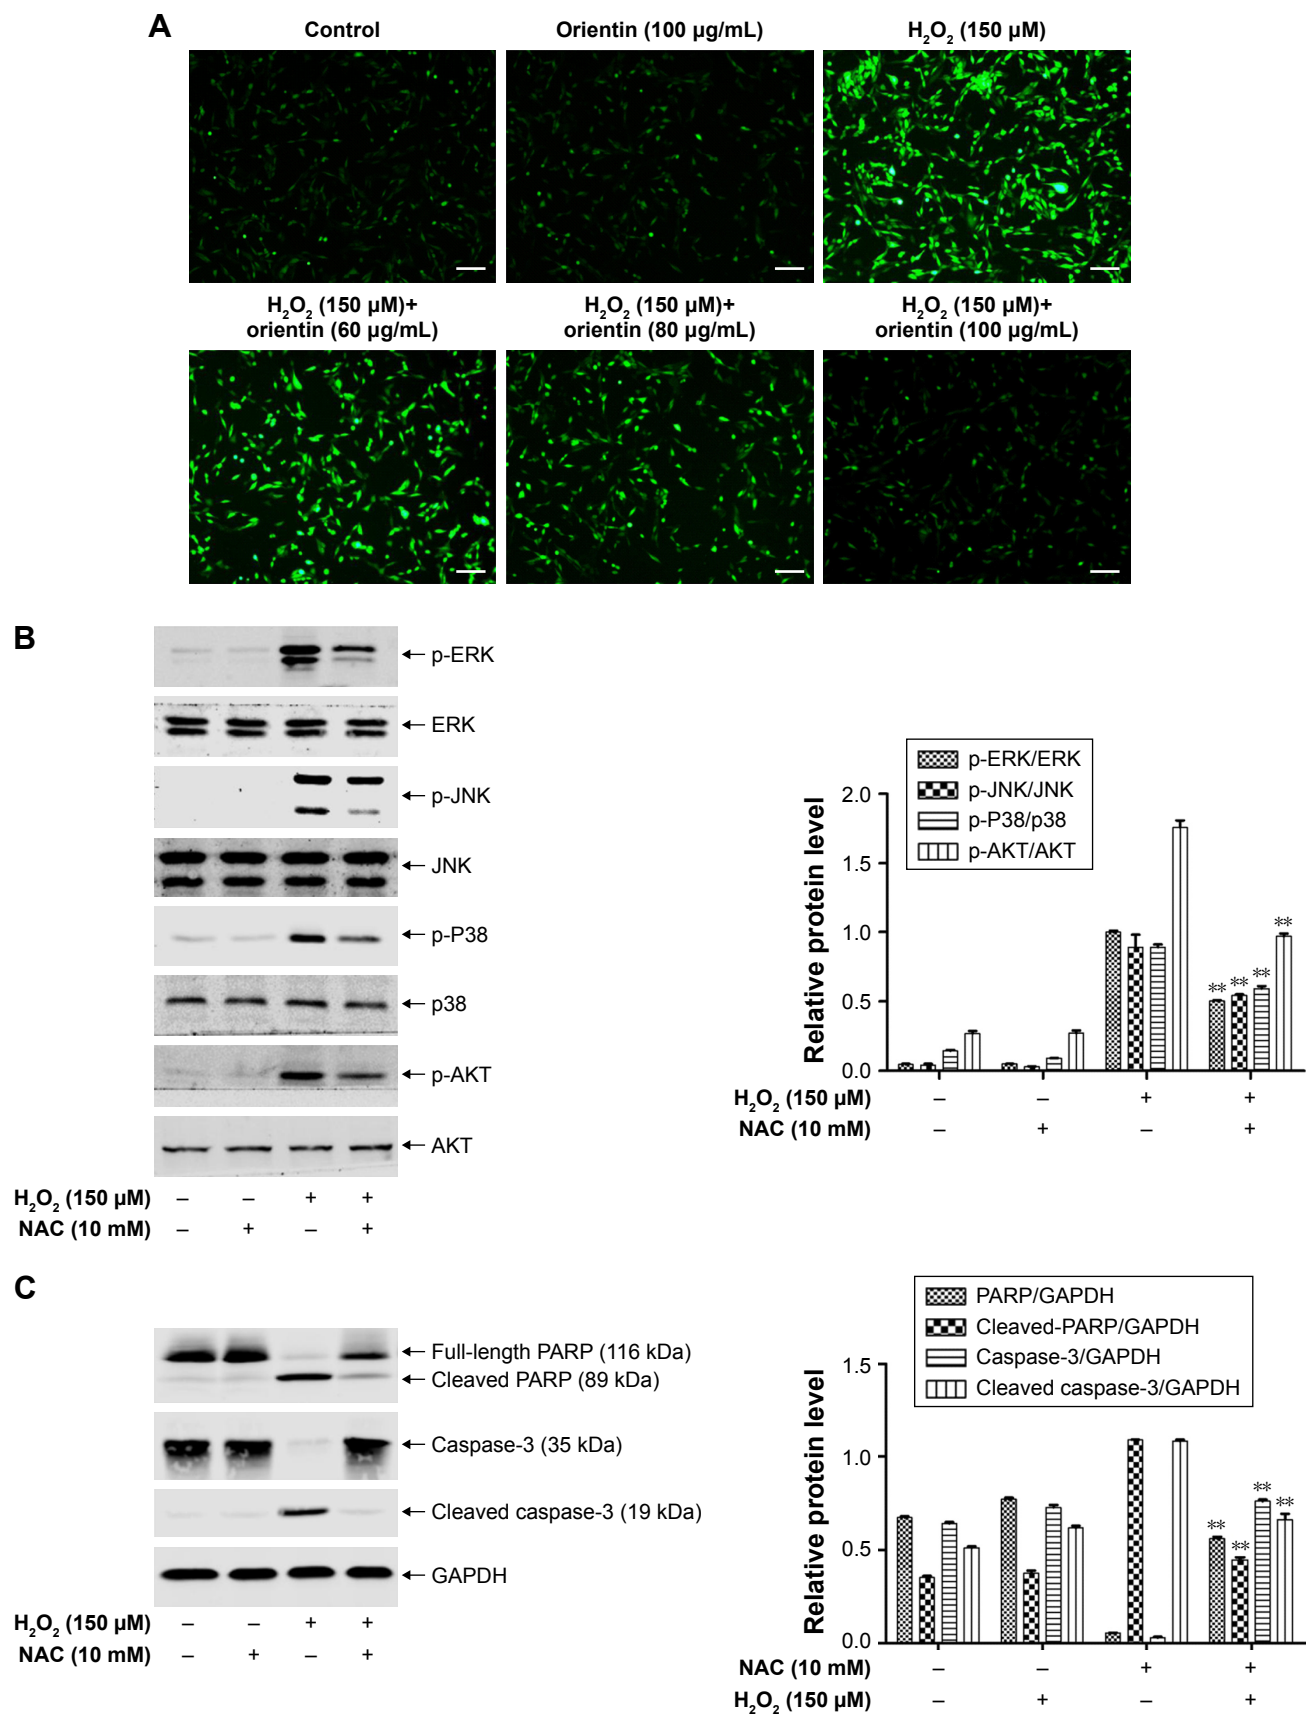 A
Control
Orientin (100 µg/mL)
H₂O₂ (150 µM)
H₂O₂ (150 µM)+
orientin (60 µg/mL)
H₂O₂ (150 µM)+
orientin (80 µg/mL)
H₂O₂ (150 µM)+
orientin (100 µg/mL)
B
p-ERK
ERK
p-JNK
JNK
p-P38
p38
p-AKT
AKT
H₂O₂ (150 µM) – – + +
NAC (10 mM) – + – +
p-ERK/ERK
p-JNK/JNK
p-P38/p38
p-AKT/AKT
Relative protein level
2.0
1.5
1.0
0.5
0.0
** ** ** **
H₂O₂ (150 µM) – – + +
NAC (10 mM) – + – +
C
Full-length PARP (116 kDa)
Cleaved PARP (89 kDa)
Caspase-3 (35 kDa)
Cleaved caspase-3 (19 kDa)
GAPDH
H₂O₂ (150 µM) – – + +
NAC (10 mM) – + – +
PARP/GAPDH
Cleaved-PARP/GAPDH
Caspase-3/GAPDH
Cleaved caspase-3/GAPDH
Relative protein level
1.5
1.0
0.5
0.0
** ** ** **
NAC (10 mM) – – + +
H₂O₂ (150 µM) – + – +